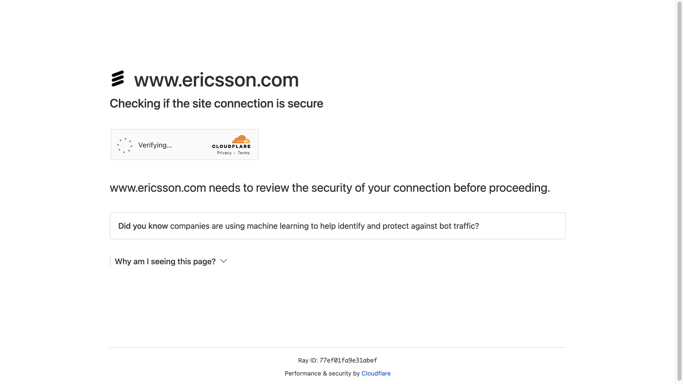 www.ericsson.com
Checking if the site connection is secure
Verifying...
CLOUDFLARE
Privacy • Terms
www.ericsson.com needs to review the security of your connection before proceeding.
Did you know companies are using machine learning to help identify and protect against bot traffic?
Why am I seeing this page?
Ray ID: 77ef01fa9e31abef
Performance & security by Cloudflare